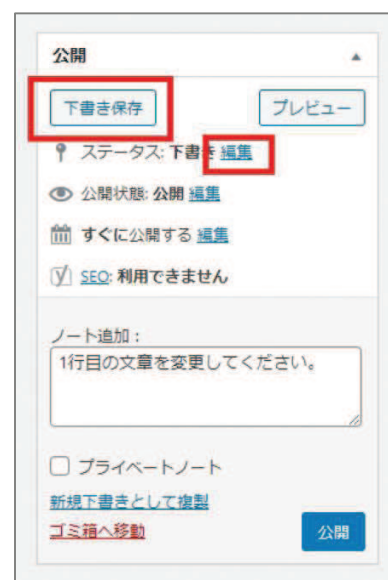 公開
下書き保存 プレビュー
ステータス: 下書き 編集
公開状態: 公開 編集
すぐに公開する 編集
SEO: 利用できません
ノート追加：
1行目の文章を変更してください。
プライベートノート
新規下書きとして複製
ゴミ箱へ移動 公開